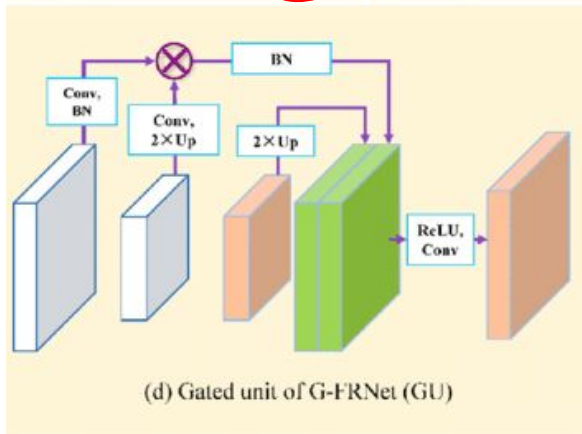 BN
Conv,
BN
Conv,
2×Up
2×Up
ReLU,
Conv
(d) Gated unit of G-FRNet (GU)